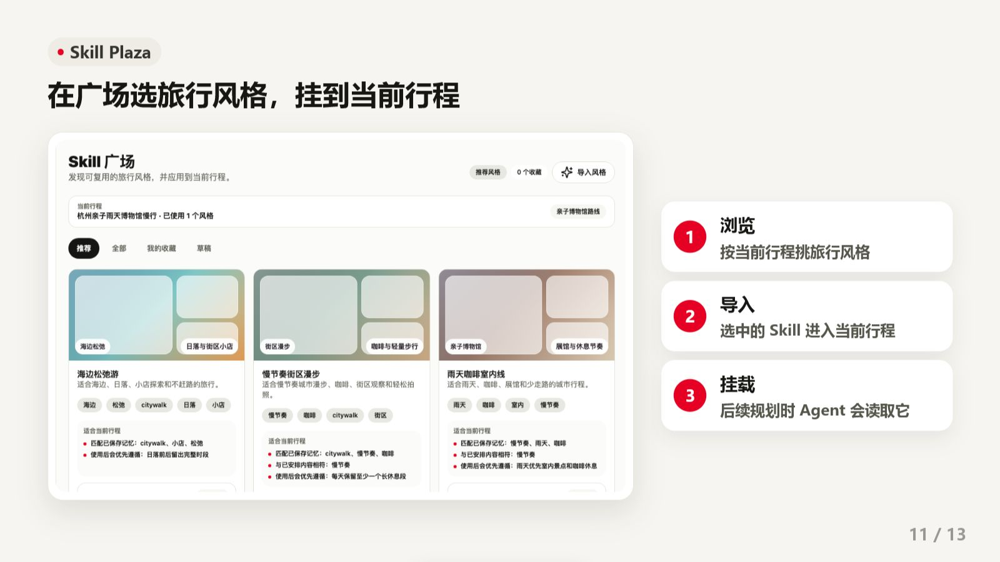 Skill Plaza
在广场选旅行风格，挂到当前行程
Skill 广场
发现可复用的旅行风格，并应用到当前行程。
推荐风格
0 个收藏
导入风格
当前行程
杭州亲子雨天博物馆慢行 · 已使用 1 个风格
亲子博物馆路线
推荐
全部
我的收藏
草稿
海边松弛
日落与街区小店
海边松弛游
适合海边、日落、小店探索和不赶路的旅行。
海边
松弛
citywalk
日落
小店
适合当前行程
匹配已保存记忆：citywalk、小店、松弛
使用后会优先遵循：日落前后留出完整时段
街区漫步
咖啡与轻量步行
慢节奏街区漫步
适合慢节奏城市漫步、咖啡、街区观察和轻松拍
照。
慢节奏
咖啡
citywalk
街区
适合当前行程
匹配已保存记忆：citywalk、慢节奏、咖啡
与已安排内容相符：慢节奏
使用后会优先遵循：每天保留至少一个长休息段
亲子博物馆
展馆与休息节奏
雨天咖啡室内线
适合雨天、咖啡、展馆和少走路的城市行程。
雨天
咖啡
室内
慢节奏
适合当前行程
匹配已保存记忆：慢节奏、雨天、咖啡
与已安排内容相符：慢节奏
使用后会优先遵循：雨天优先室内景点和咖啡休息
1
浏览
按当前行程挑旅行风格
2
导入
选中的 Skill 进入当前行程
3
挂载
后续规划时 Agent 会读取它
11 / 13